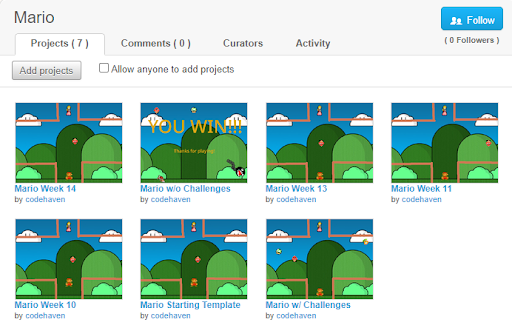 Mario
Follow
( 0 Followers )
Projects ( 7 )
Comments ( 0 )
Curators
Activity
Add projects
Allow anyone to add projects
YOU WIN!!!
Thanks for playing!
Mario Week 14
by codehaven
Mario w/o Challenges
by codehaven
Mario Week 13
by codehaven
Mario Week 11
by codehaven
Mario Week 10
by codehaven
Mario Starting Template
by codehaven
Mario w/ Challenges
by codehaven